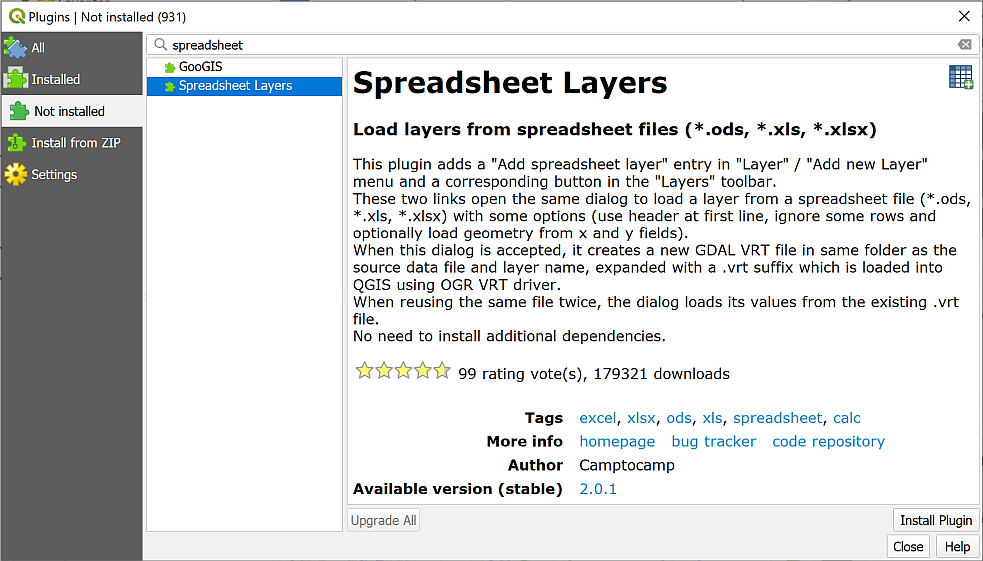 Plugins | Not installed (931)
All
Installed
Not installed
Install from ZIP
Settings
spreadsheet
GooGIS
Spreadsheet Layers
Spreadsheet Layers
Load layers from spreadsheet files (*.ods, *.xls, *.xlsx)
This plugin adds a "Add spreadsheet layer" entry in "Layer" / "Add new Layer"
menu and a corresponding button in the "Layers" toolbar.
These two links open the same dialog to load a layer from a spreadsheet file (*.ods,
*.xls, *.xlsx) with some options (use header at first line, ignore some rows and
optionally load geometry from x and y fields).
When this dialog is accepted, it creates a new GDAL VRT file in same folder as the
source data file and layer name, expanded with a .vrt suffix which is loaded into
QGIS using OGR VRT driver.
When reusing the same file twice, the dialog loads its values from the existing .vrt
file.
No need to install additional dependencies.
99 rating vote(s), 179321 downloads
Tags excel, xlsx, ods, xls, spreadsheet, calc
More info homepage bug tracker code repository
Author Camptocamp
Available version (stable) 2.0.1
Upgrade All
Install Plugin
Close
Help